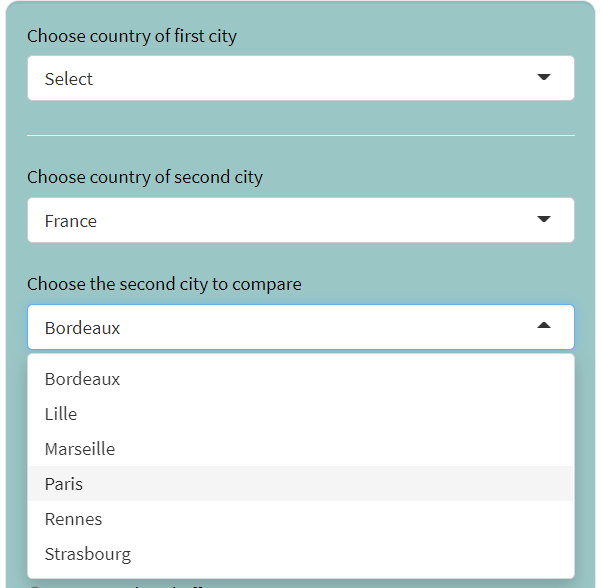 Choose country of first city
Select
Choose country of second city
France
Choose the second city to compare
Bordeaux
Bordeaux
Lille
Marseille
Paris
Rennes
Strasbourg